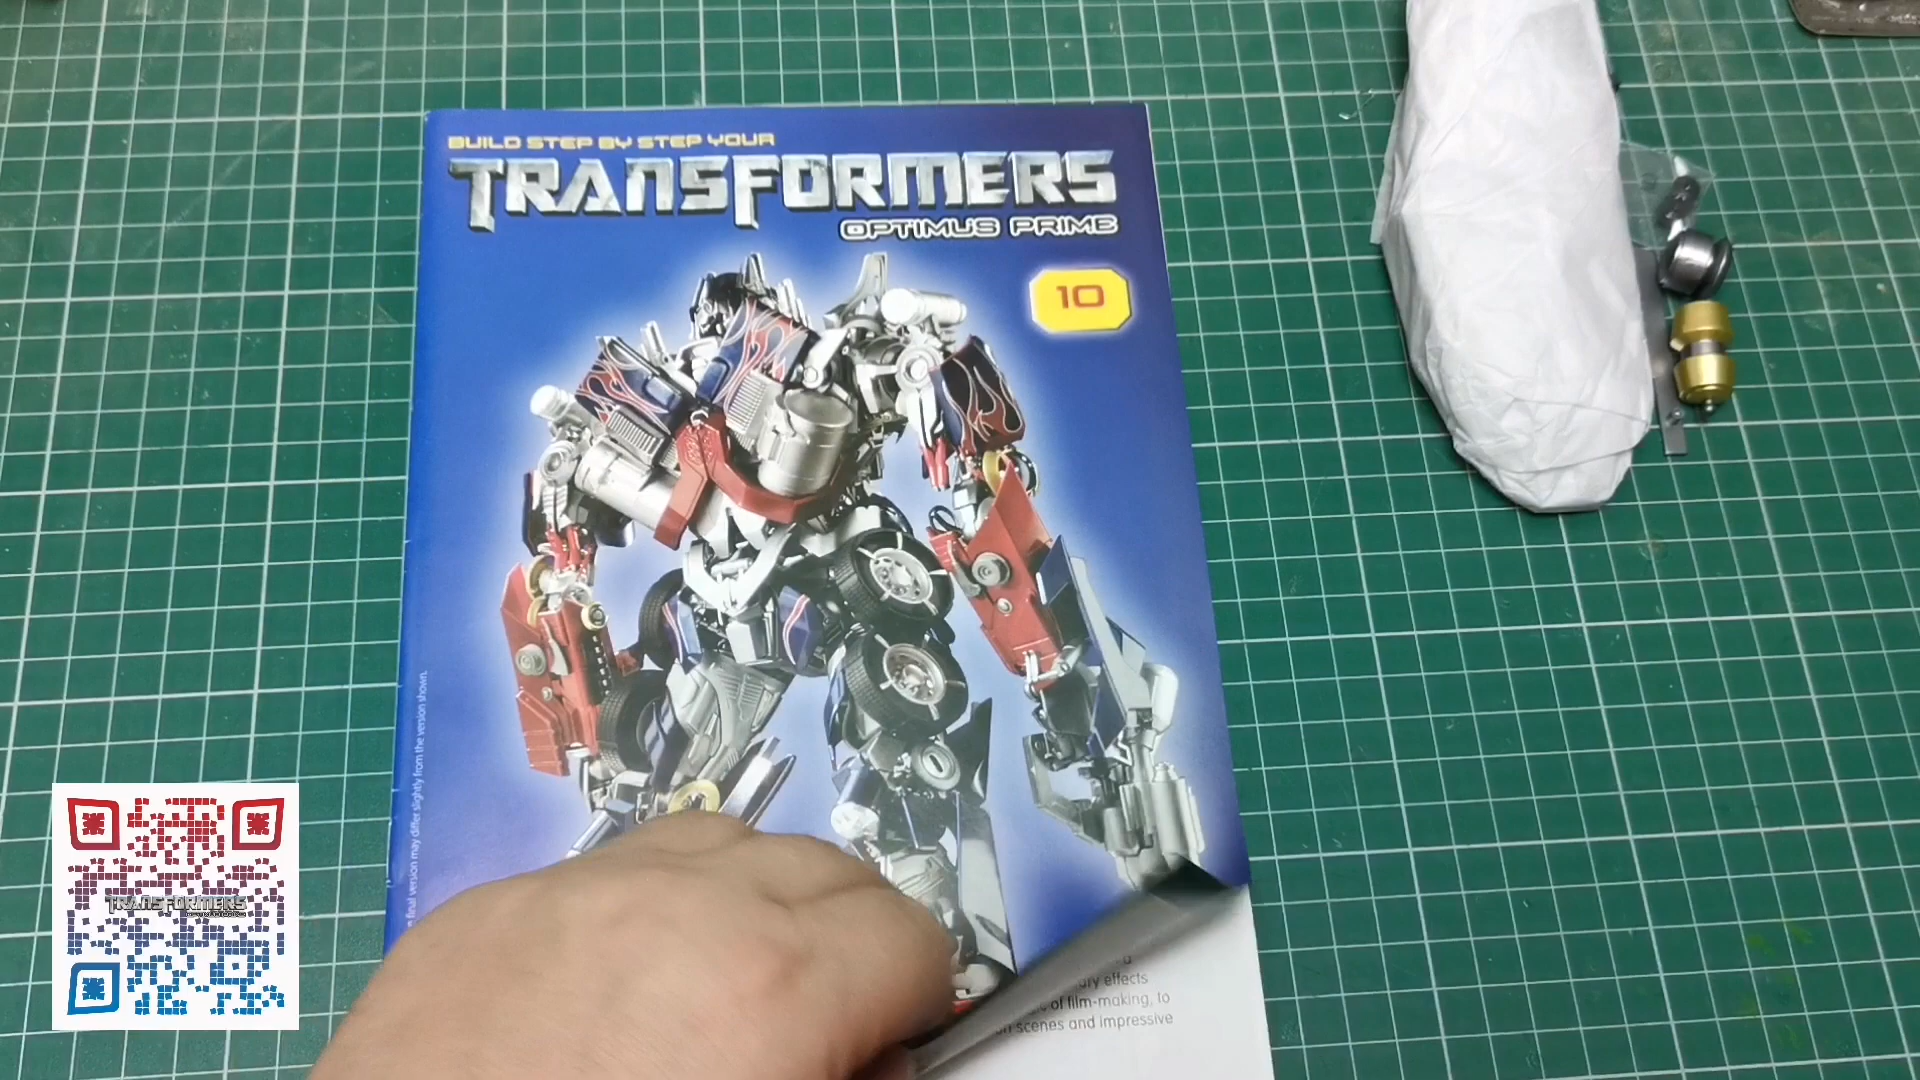 BUILD STEP BY STEP YOUR
TRANSFORMERS
OPTIMUS PRIME
10
final version may differ slightly from the version shown.
effects
of film-making, to
scenes and impressive
TRANSFORMERS